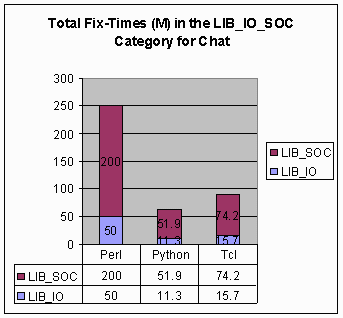 Total Fix-Times (M) in the LIB_IO_SOC
Category for Chat
300
250
200
150
100
50
0
200
50
51.9
11.3
74.2
15.7
LIB_SOC
LIB_IO
Perl Python Tcl
LIB_SOC 200 51.9 74.2
LIB_IO 50 11.3 15.7